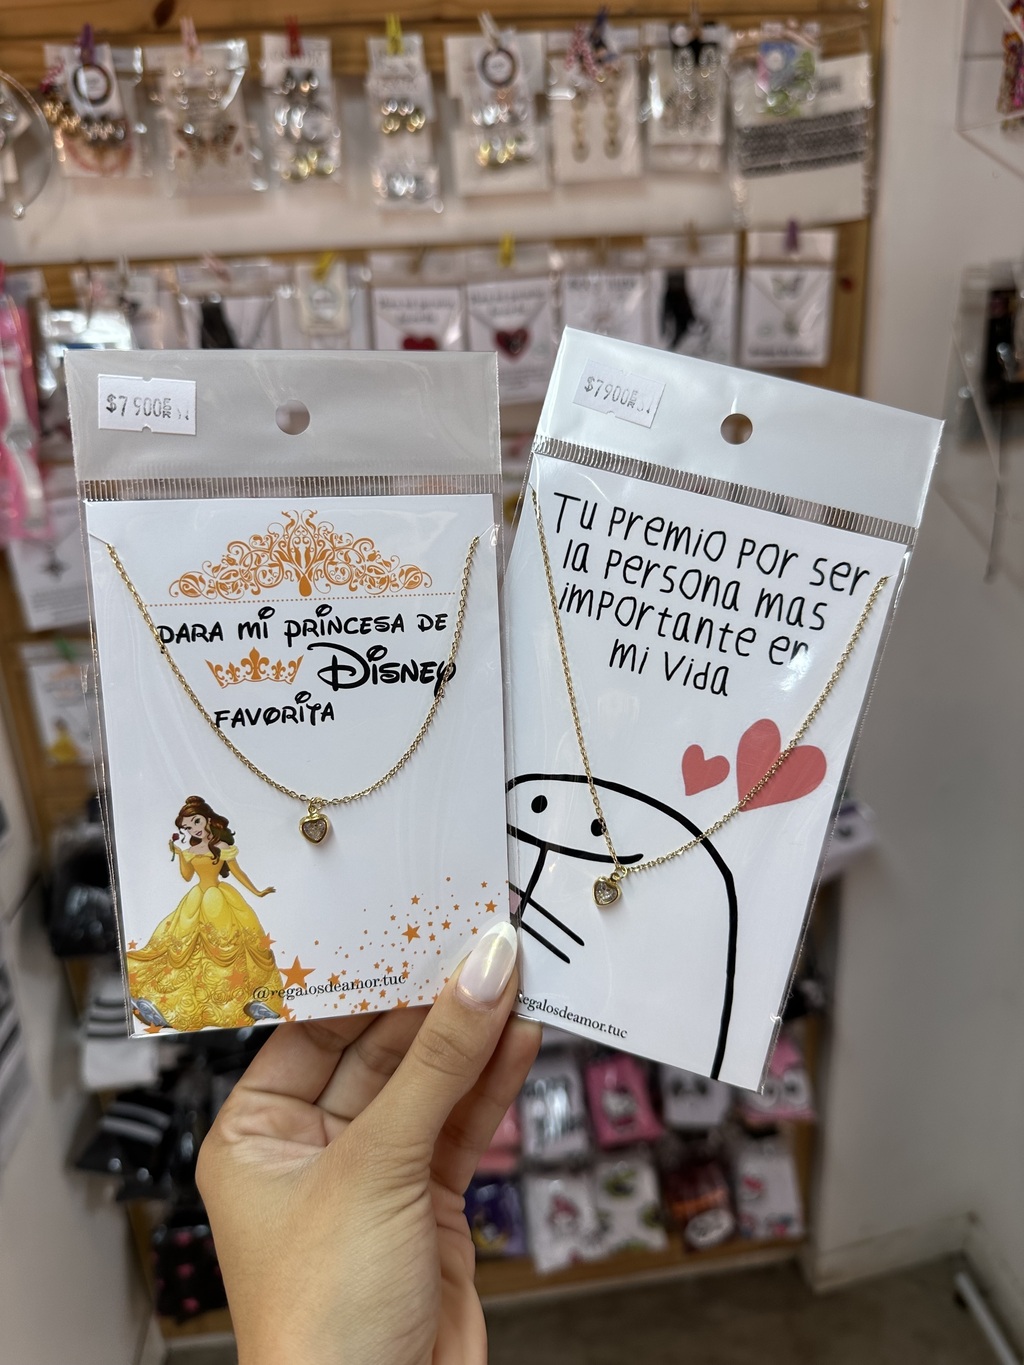 $7900
DARA MI PRINCESA DE
DISNEY
FAVORITA
@regalosdeamor.tuc
$7900
Tu premio por ser
la persona mas
importante en
mi vida
regalosdeamor.tuc